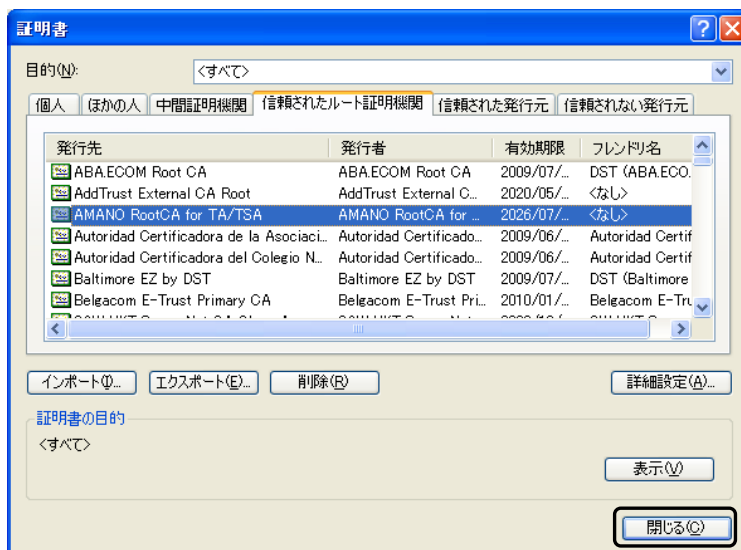 証明書
目的(N): <すべて>
個人 ほかの人 中間証明機関 信頼されたルート証明機関 信頼された発行元 信頼されない発行元
発行先 発行者 有効期限 フレンドリ名
ABA.ECOM Root CA ABA.ECOM Root CA 2009/07/... DST (ABA.ECO.
AddTrust External CA Root AddTrust External C... 2020/05/... <なし>
AMANO RootCA for TA/TSA AMANO RootCA for ... 2026/07/... <なし>
Autoridad Certificadora de la Asociaci... Autoridad Certificado... 2009/06/... Autoridad Certif
Autoridad Certificadora del Colegio N... Autoridad Certificado... 2009/06/... Autoridad Certif
Baltimore EZ by DST Baltimore EZ by DST 2009/07/... DST (Baltimore
Belgacom E-Trust Primary CA Belgacom E-Trust Pri... 2010/01/... Belgacom E-Tru
インポート(I)... エクスポート(E)... 削除(R) 詳細設定(A)...
証明書の目的
<すべて>
表示(V)
閉じる(C)